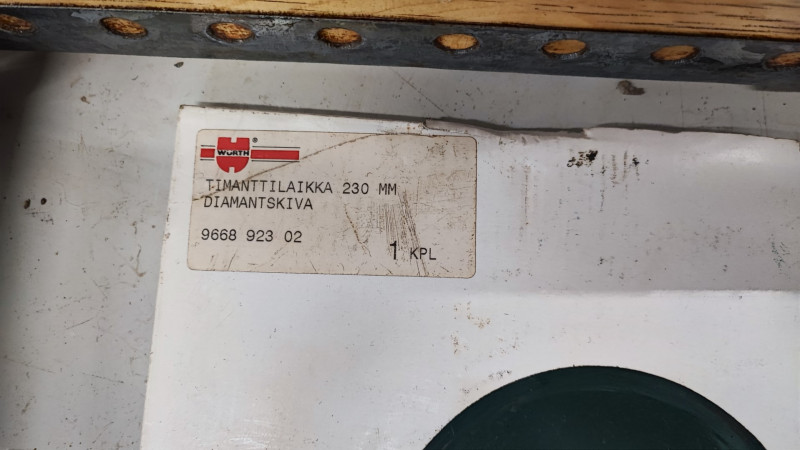 WÜRTH ®
TIMANTTILAIKKA 230 MM
DIAMANTSKIVA
9668 923 02
1 KPL